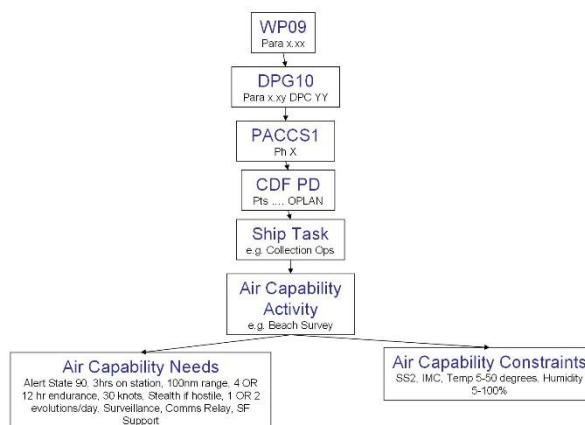 WP09
Para x.xx
DPG10
Para x.xy DPC YY
PACCS1
Ph X
CDF PD
Pts .... OPLAN
Ship Task
e.g. Collection Ops
Air Capability
Activity
e.g. Beach Survey
Air Capability Needs
Alert State 90, 3hrs on station, 100nm range, 4 OR
12 hr endurance, 30 knots, Stealth if hostile, 1 OR 2
evolutions/day, Surveillance, Comms Relay, SF
Support
Air Capability Constraints
SS2, IMC, Temp 5-50 degrees, Humidity
5-100%